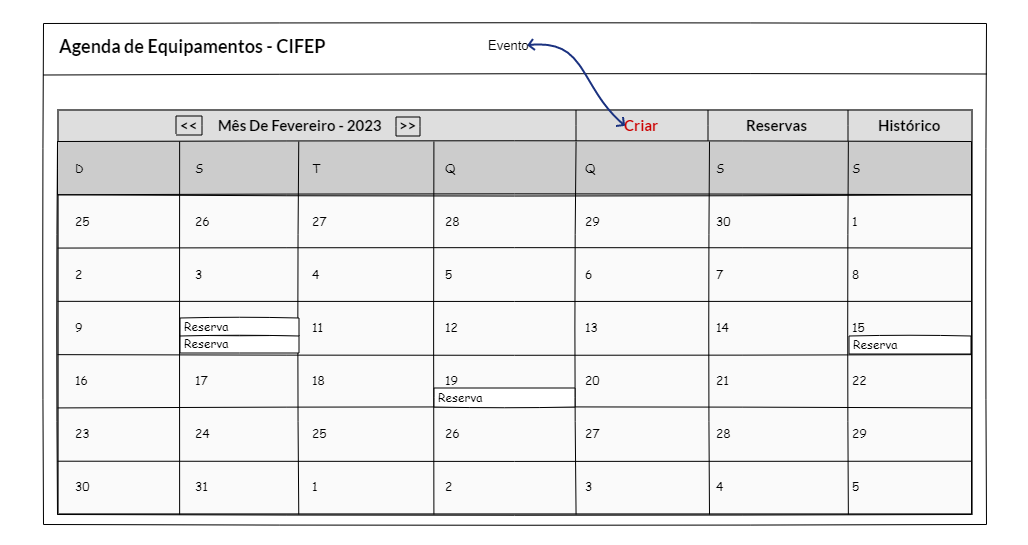 Agenda de Equipamentos - CIFEP
Evento
<< Mês De Fevereiro - 2023 >> Criar Reservas Histórico
D S T Q Q S S
25 26 27 28 29 30 1
2 3 4 5 6 7 8
9 Reserva 11 12 13 14 15
Reserva Reserva
16 17 18 19 20 21 22
Reserva
23 24 25 26 27 28 29
30 31 1 2 3 4 5